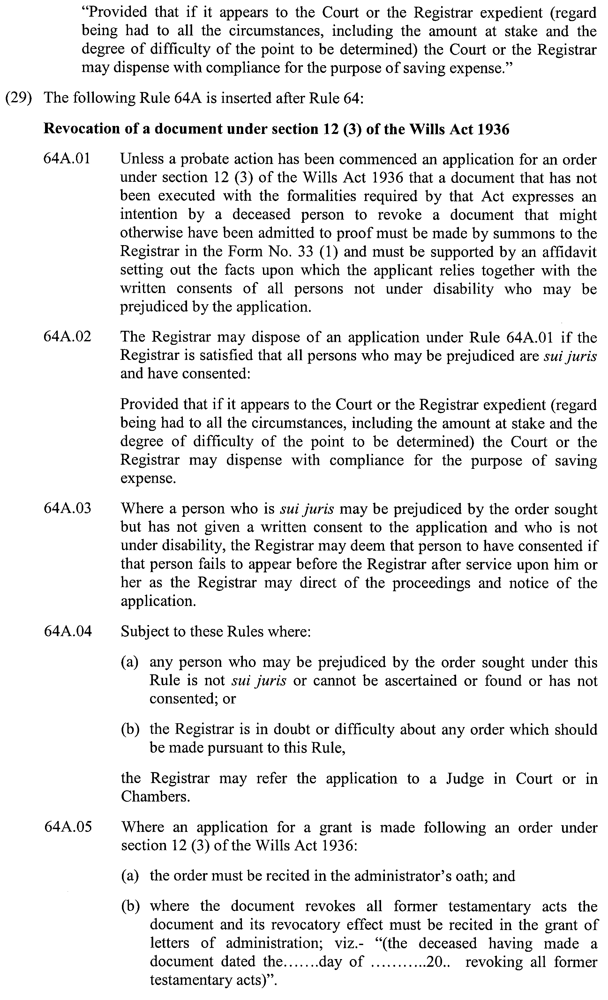 “Provided that if it appears to the Court or the Registrar expedient (regard
being had to all the circumstances, including the amount at stake and the
degree of difficulty of the point to be determined) the Court or the Registrar
may dispense with compliance for the purpose of saving expense.”
(29) The following Rule 64A is inserted after Rule 64:
Revocation of a document under section 12 (3) of the Wills Act 1936
64A.01 Unless a probate action has been commenced an application for an order
under section 12 (3) of the Wills Act 1936 that a document that has not
been executed with the formalities required by that Act expresses an
intention by a deceased person to revoke a document that might
otherwise have been admitted to proof must be made by summons to the
Registrar in the Form No. 33 (1) and must be supported by an affidavit
setting out the facts upon which the applicant relies together with the
written consents of all persons not under disability who may be
prejudiced by the application.
64A.02 The Registrar may dispose of an application under Rule 64A.01 if the
Registrar is satisfied that all persons who may be prejudiced are sui juris
and have consented:
Provided that if it appears to the Court or the Registrar expedient (regard
being had to all the circumstances, including the amount at stake and the
degree of difficulty of the point to be determined) the Court or the
Registrar may dispense with compliance for the purpose of saving
expense.
64A.03 Where a person who is sui juris may be prejudiced by the order sought
but has not given a written consent to the application and who is not
under disability, the Registrar may deem that person to have consented if
that person fails to appear before the Registrar after service upon him or
her as the Registrar may direct of the proceedings and notice of the
application.
64A.04 Subject to these Rules where:
(a) any person who may be prejudiced by the order sought under this
Rule is not sui juris or cannot be ascertained or found or has not
consented; or
(b) the Registrar is in doubt or difficulty about any order which should
be made pursuant to this Rule,
the Registrar may refer the application to a Judge in Court or in
Chambers.
64A.05 Where an application for a grant is made following an order under
section 12 (3) of the Wills Act 1936:
(a) the order must be recited in the administrator’s oath; and
(b) where the document revokes all former testamentary acts the
document and its revocatory effect must be recited in the grant of
letters of administration; viz.- “(the deceased having made a
document dated the.......day of ...........20.. revoking all former
testamentary acts)”.